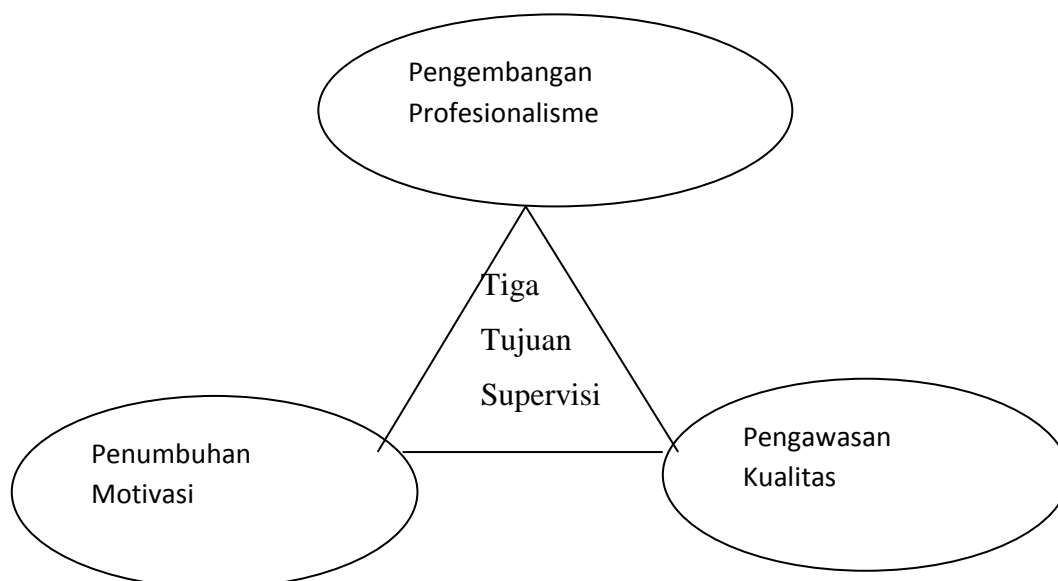 Pengembangan
Profesionalisme
Tiga
Tujuan
Supervisi
Penumbuhan
Motivasi
Pengawasan
Kualitas